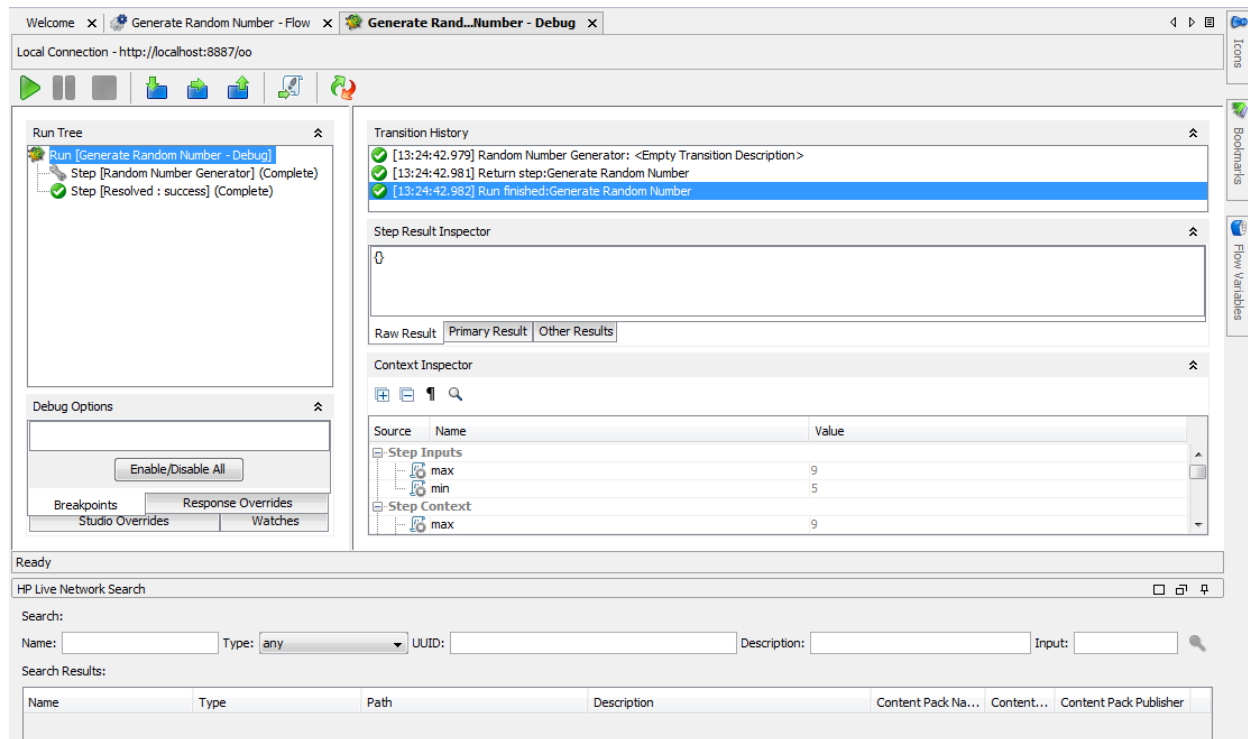 Welcome Generate Random Number - Flow Generate Rand...Number - Debug
Local Connection - http://localhost:8887/oo
Icons
Bookmarks
Flow Variables
Run Tree
Run [Generate Random Number - Debug]
Step [Random Number Generator] (Complete)
Step [Resolved : success] (Complete)
Debug Options
Enable/Disable All
Breakpoints Response Overrides
Studio Overrides Watches
Transition History
[13:24:42.979] Random Number Generator: <Empty Transition Description>
[13:24:42.981] Return step:Generate Random Number
[13:24:42.982] Run finished:Generate Random Number
Step Result Inspector
{}
Raw Result Primary Result Other Results
Context Inspector
Source Name Value
Step Inputs
max 9
min 5
Step Context
max 9
Ready
HP Live Network Search
Search:
Name: Type: any UUID: Description: Input:
Search Results:
Name Type Path Description Content Pack Na... Content... Content Pack Publisher